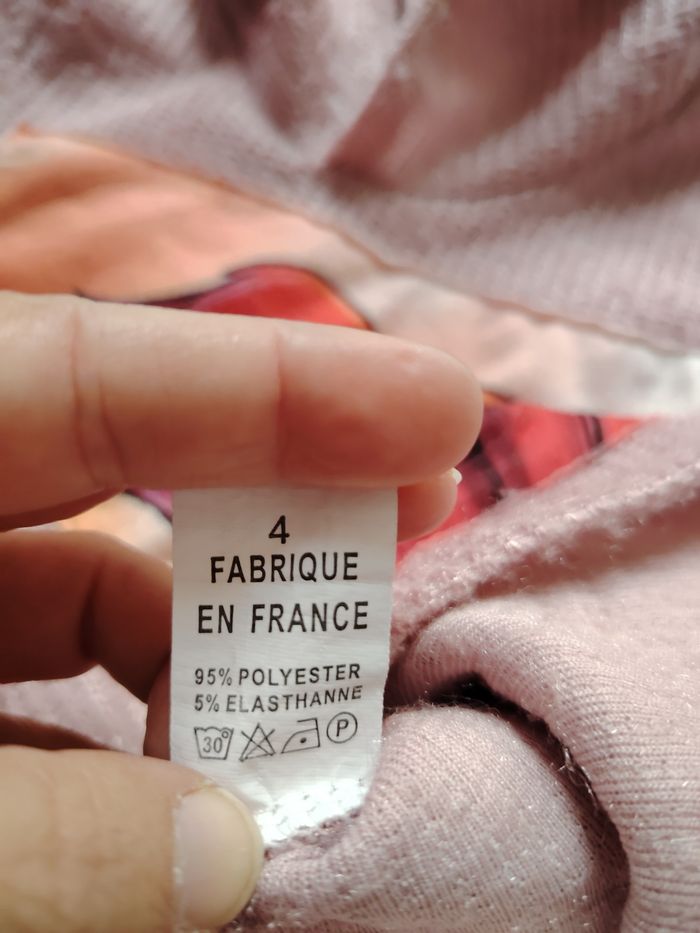 4
FABRIQUE
EN FRANCE
95% POLYESTER
5% ELASTHANNE
30° P